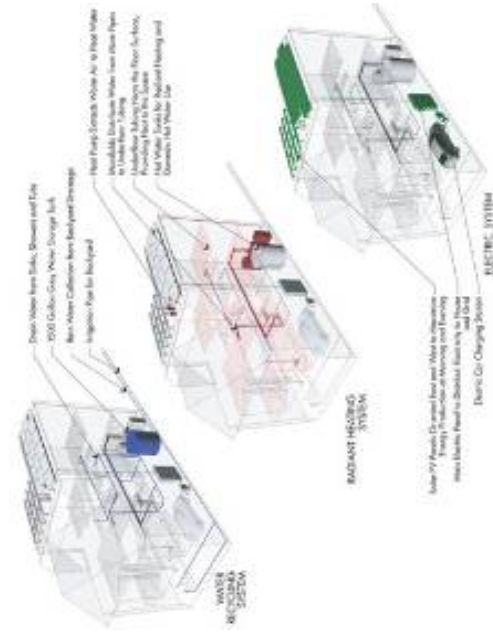 Drain Water from Sinks, Showers and Tubs
1500 Gallon Grey Water Storage Tank
Rain Water Collection from Backyard Drainage
Irrigation Pipe for Backyard
WATER
RECYCLING
SYSTEM
Heat Pump Extracts Waste Air to Heat Water
Manifolds Distribute Water from Main Pipes
to Underfloor Tubing
Underfloor Tubing Heats the Floor Surface,
Providing Heat to the Space
Hot Water Tanks for Radiant Heating and
Domestic Hot Water Use
RADIANT HEATING
SYSTEM
Solar PV Panels Oriented East and West to Maximize
Energy Production at Morning and Evening
Main Electric Panel to Distribute Electricity to House
and Grid
Electric Car Charging Station
ELECTRIC SYSTEM